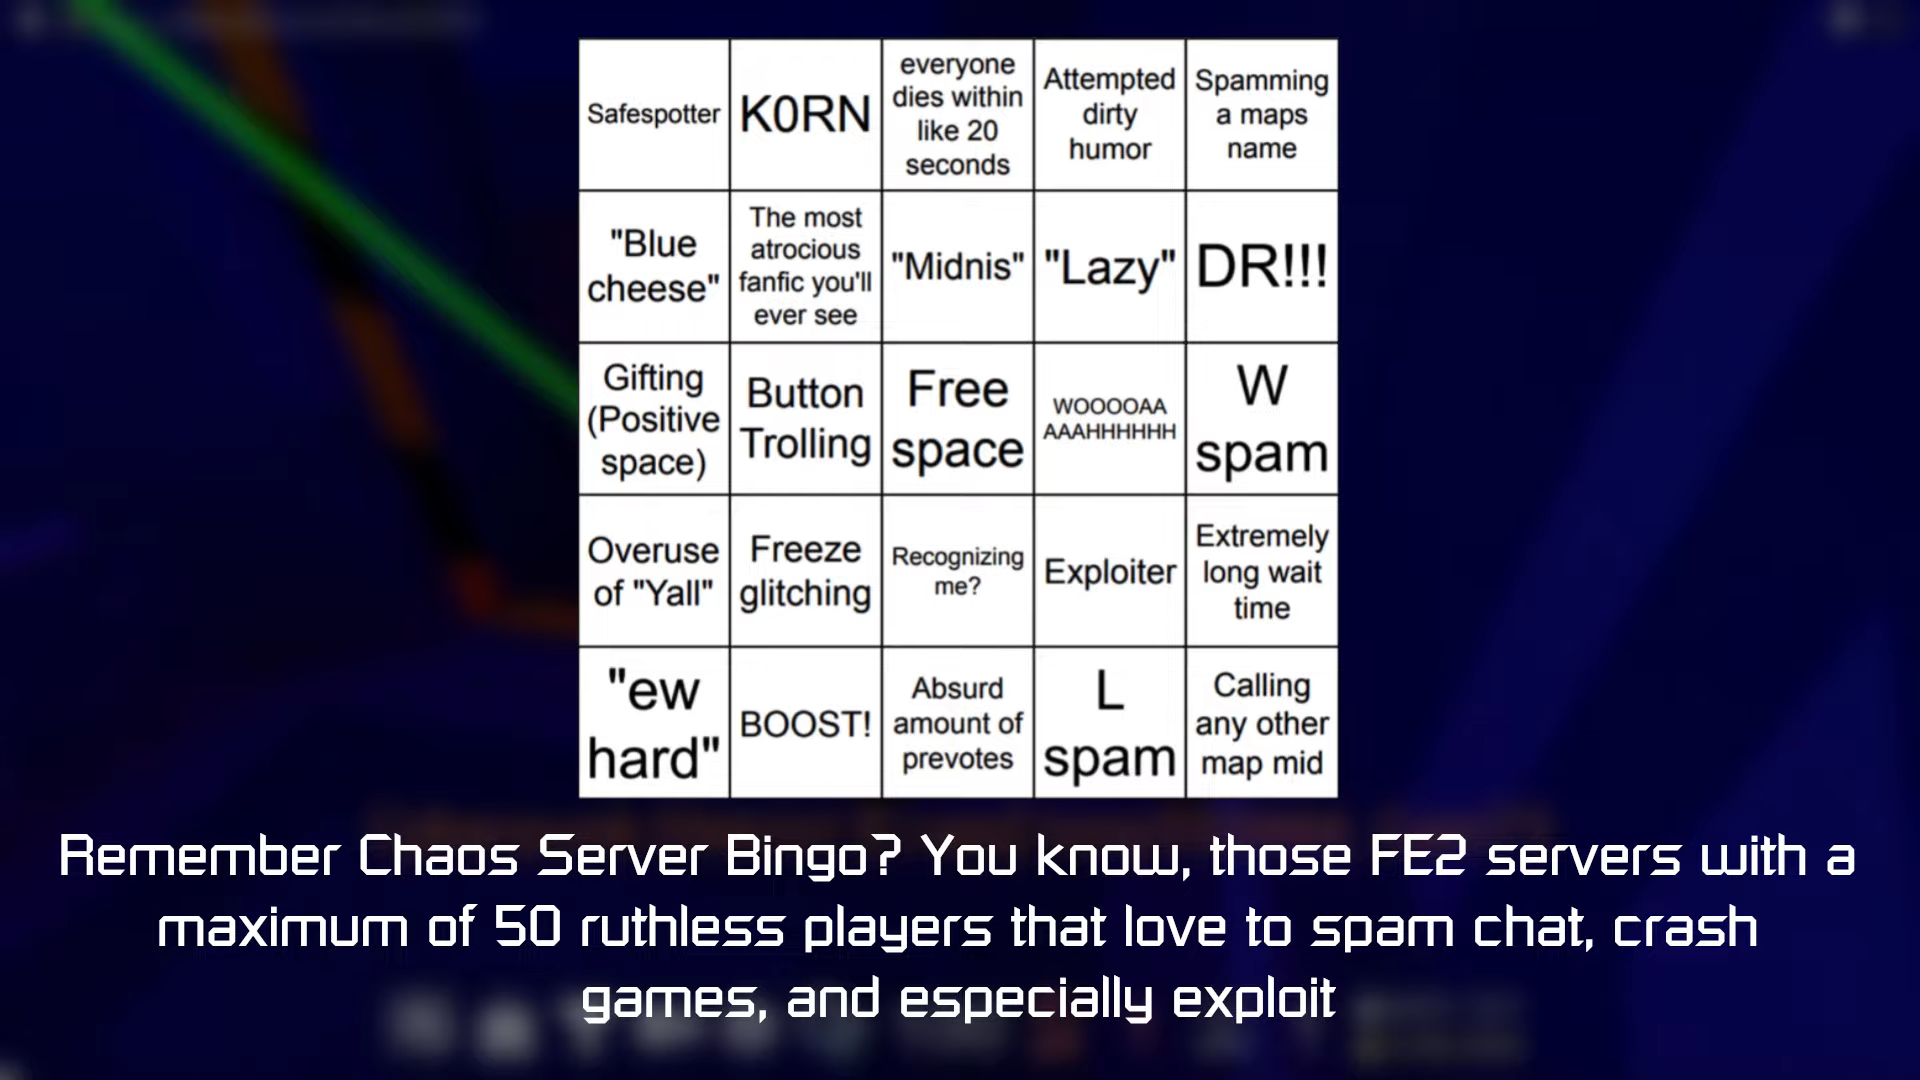 Safespotter
K0RN
everyone
dies within
like 20
seconds
Attempted
dirty
humor
Spamming
a maps
name
"Blue
cheese"
The most
atrocious
fanfic you'll
ever see
"Midnis"
"Lazy"
DR!!!
Gifting
(Positive
space)
Button
Trolling
Free
space
WOOOOAA
AAAHHHHHH
W
spam
Overuse
of "Yall"
Freeze
glitching
Recognizing
me?
Exploiter
Extremely
long wait
time
"ew
hard"
BOOST!
Absurd
amount of
prevotes
L
spam
Calling
any other
map mid
Remember Chaos Server Bingo? You know, those FE2 servers with a
maximum of 50 ruthless players that love to spam chat, crash
games, and especially exploit